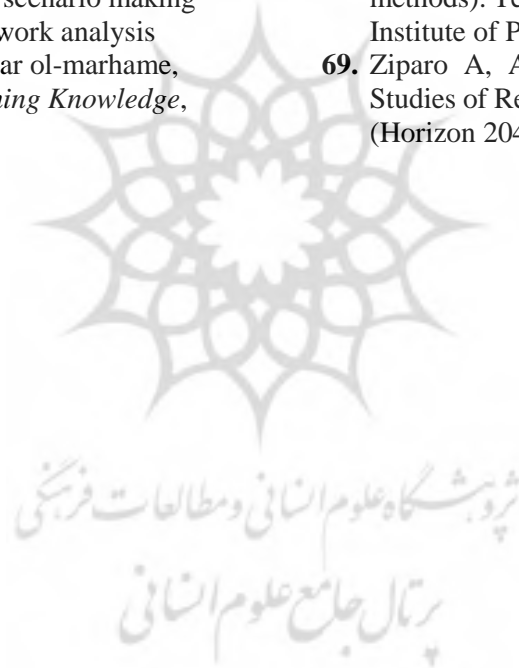 scenario making
work analysis
ar ol-marhame,
ning Knowledge,
methods). Te
Institute of P
69. Ziparo A, A
Studies of Re
(Horizon 204
پژوهشگاه علوم انسانی و مطالعات فرهنگی
پرتال جامع علوم انسانی